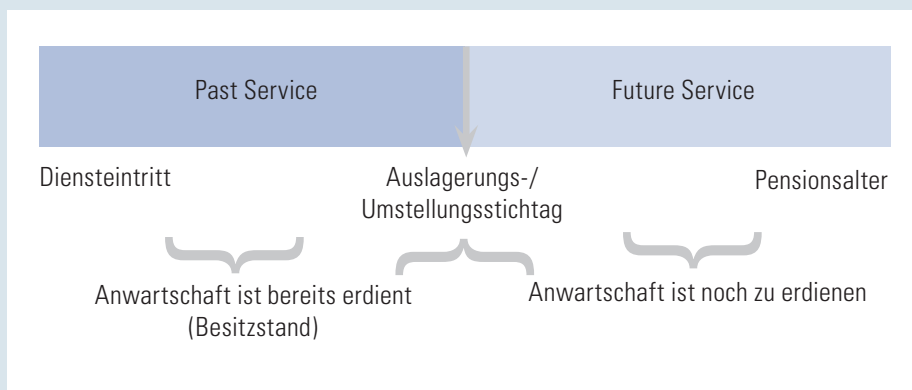 Past Service
Future Service
Diensteintritt
Auslagerungs-/
Umstellungsstichtag
Pensionsalter
Anwartschaft ist bereits erdient
(Besitzstand)
Anwartschaft ist noch zu erdienen